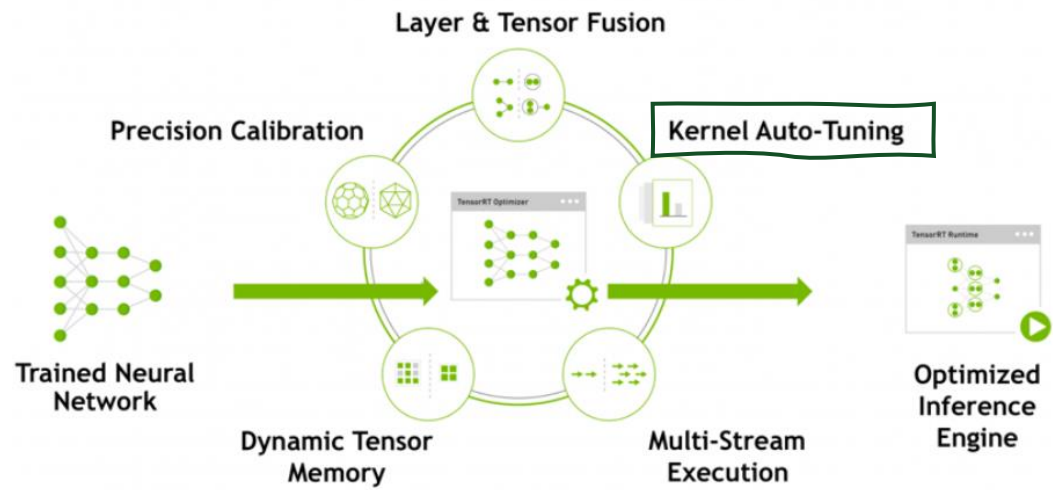 Layer & Tensor Fusion
Precision Calibration
Kernel Auto-Tuning
TensorRT Optimizer
TensorRT Runtime
Trained Neural
Network
Optimized
Inference
Engine
Dynamic Tensor
Memory
Multi-Stream
Execution